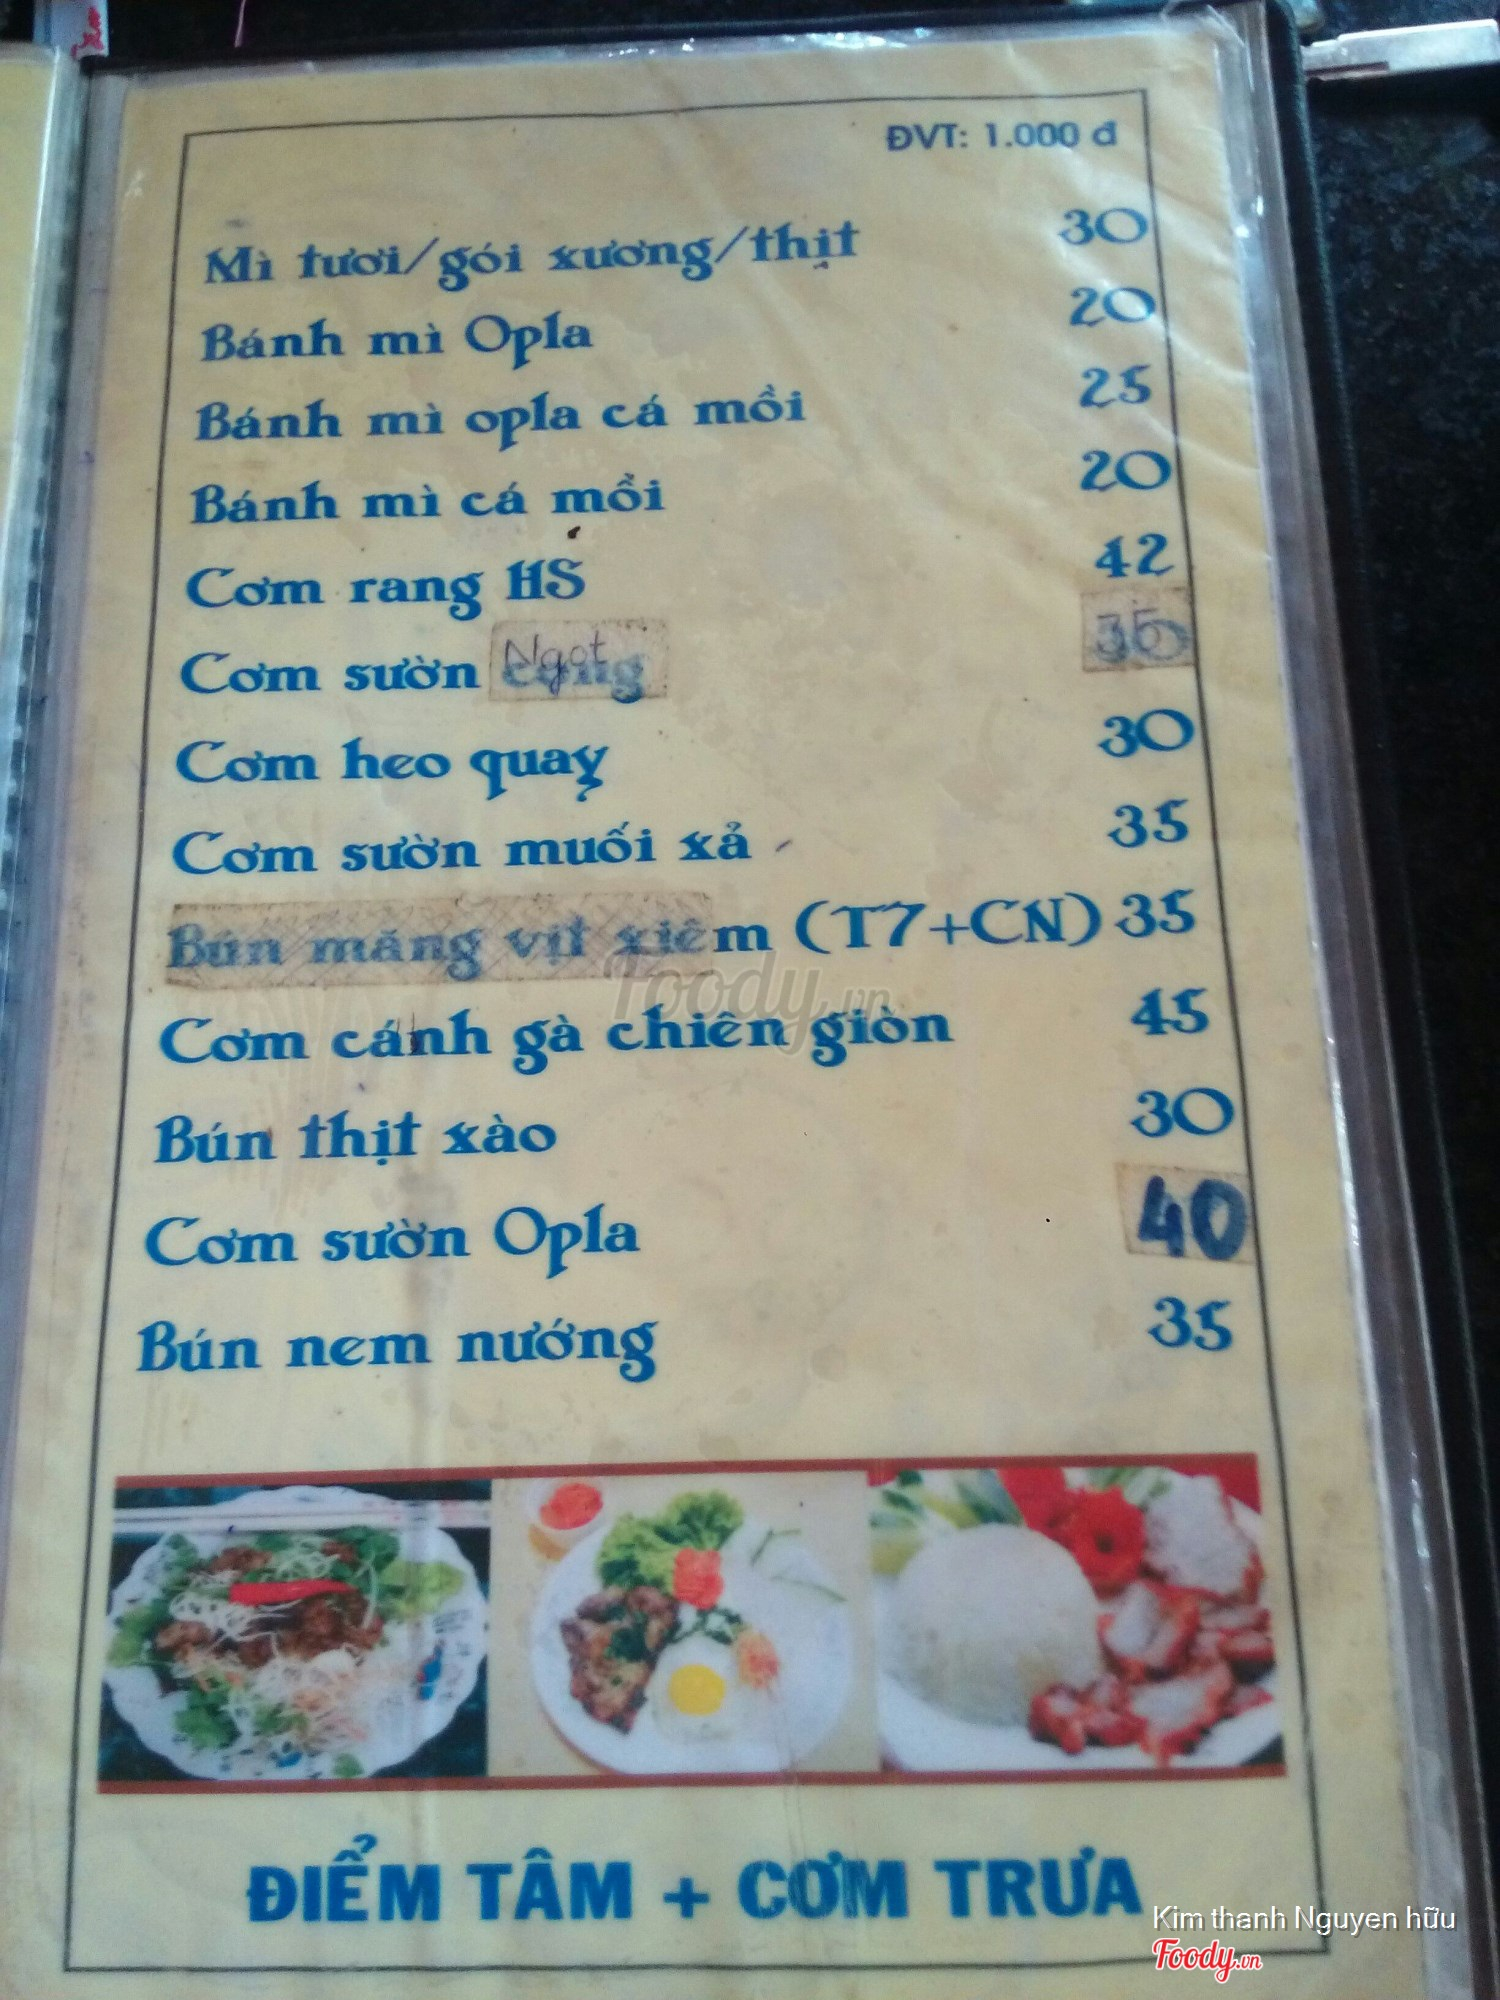 ĐVT: 1.000 đ
Mì tươi/gói xương/thịt 30
Bánh mì Opla 20
Bánh mì opla cá mồi 25
Bánh mì cá mồi 20
Cơm rang HS 42
Cơm sườn Ngọt 35
Cơm heo quay 30
Cơm sườn muối xả 35
Bún măng vịt xiêm (T7+CN) 35
Cơm cánh gà chiên giòn 45
Bún thịt xào 30
Cơm sườn Opla 40
Bún nem nướng 35
Foody.vn
ĐIỂM TÂM + CƠM TRƯA
Kim thanh Nguyen hữu
Foody.vn